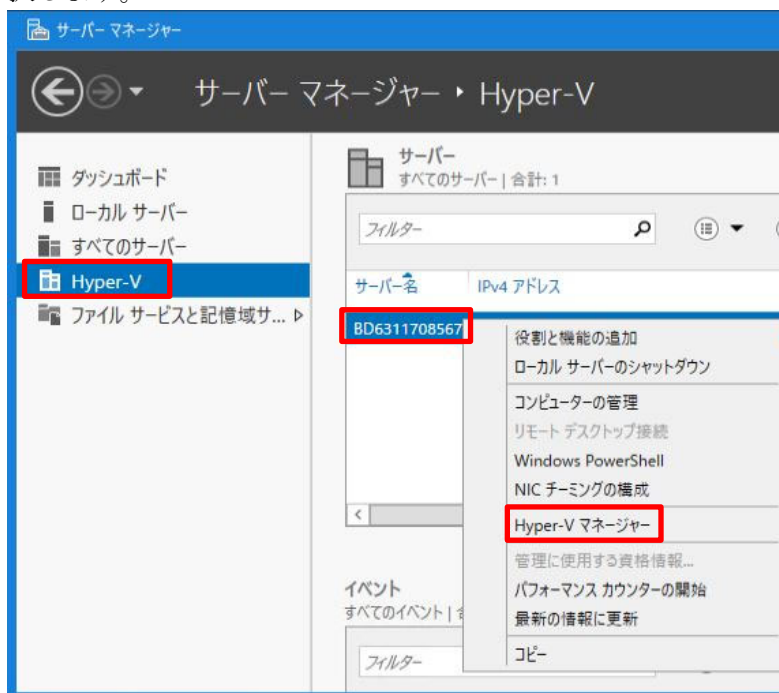 サーバー マネージャー
サーバー マネージャー ・ Hyper-V
ダッシュボード
ローカル サーバー
すべてのサーバー
Hyper-V
ファイル サービスと記憶域サ...
サーバー
すべてのサーバー | 合計: 1
フィルター
サーバー名 IPv4 アドレス
BD6311708567
役割と機能の追加
ローカル サーバーのシャットダウン
コンピューターの管理
リモート デスクトップ接続
Windows PowerShell
NIC チーミングの構成
Hyper-V マネージャー
管理に使用する資格情報...
パフォーマンス カウンターの開始
最新の情報に更新
コピー
イベント
すべてのイベント |
フィルター